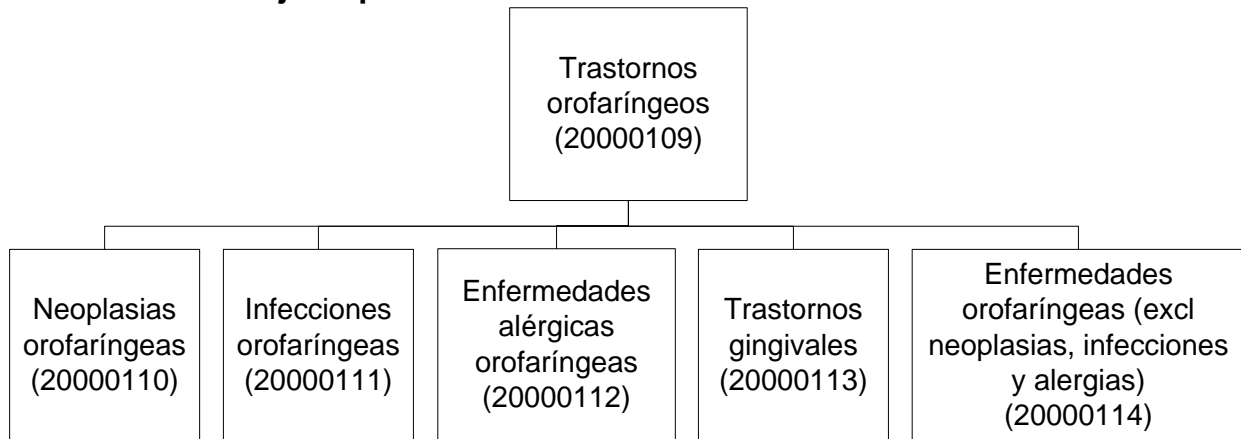 Trastornos
orofaríngeos
(20000109)
Neoplasias
orofaríngeas
(20000110)
Infecciones
orofaríngeas
(20000111)
Enfermedades
alérgicas
orofaríngeas
(20000112)
Trastornos
gingivales
(20000113)
Enfermedades
orofaríngeas (excl
neoplasias, infecciones
y alergias)
(20000114)